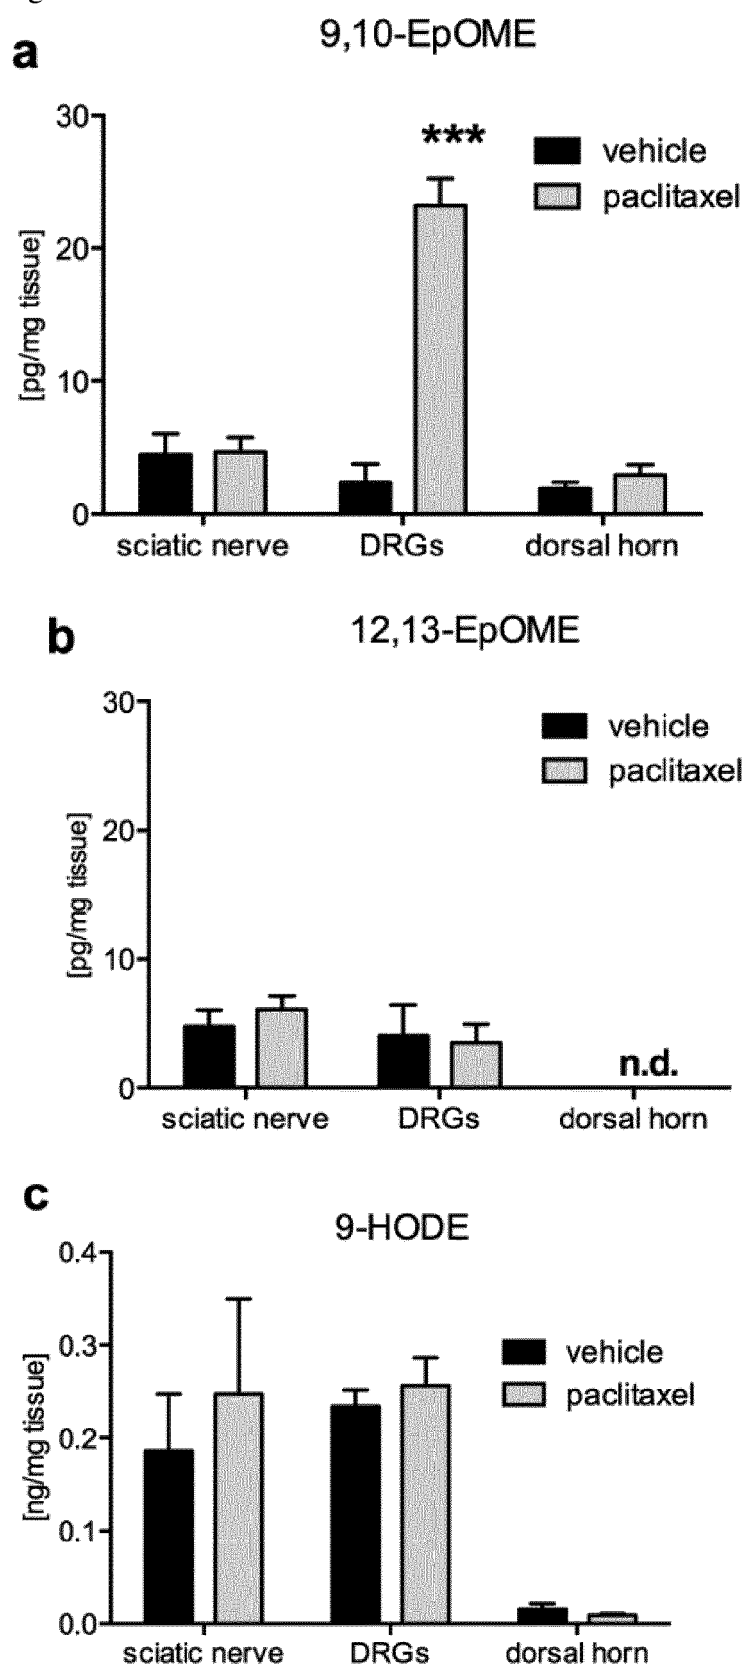 9,10-EpOME
a
30
***
vehicle
paclitaxel
20
[pg/mg tissue]
10
0
sciatic nerve DRGs dorsal horn
b 12,13-EpOME
30
vehicle
paclitaxel
20
[pg/mg tissue]
10
n.d.
0
sciatic nerve DRGs dorsal horn
c
9-HODE
0.4
0.3
vehicle
paclitaxel
[ng/mg tissue]
0.2
0.1
0.0
sciatic nerve DRGs dorsal horn